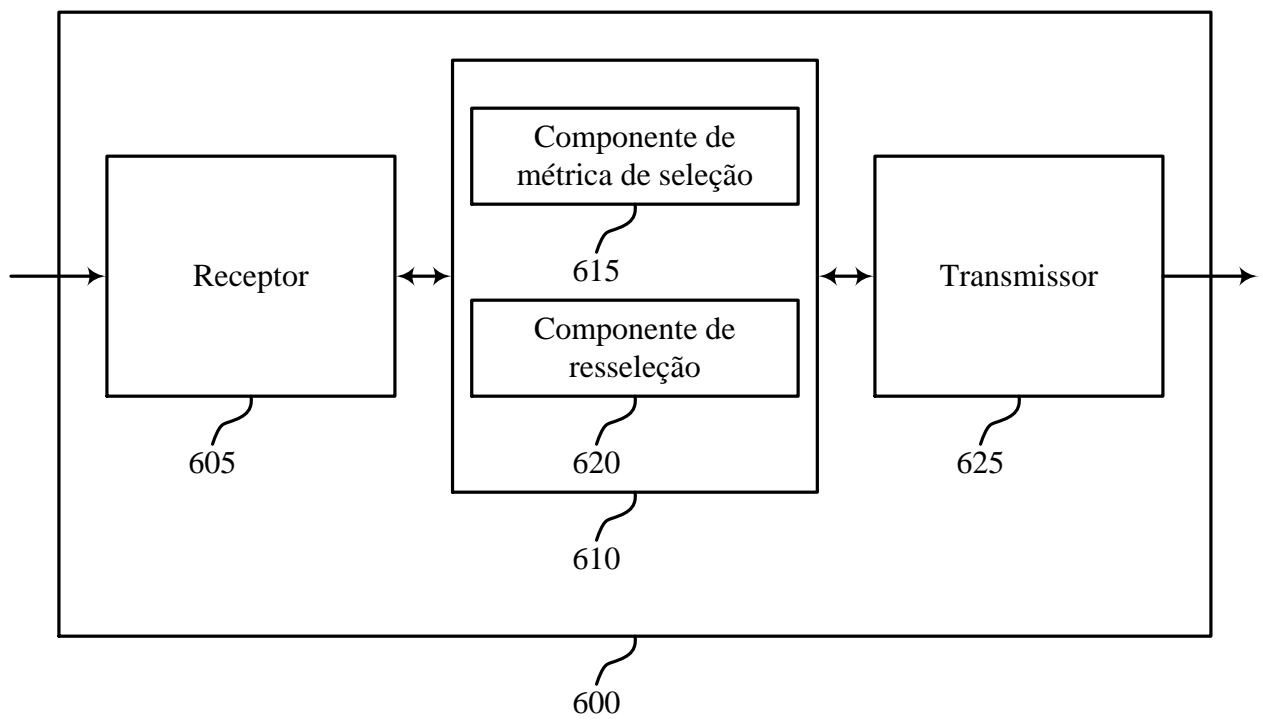 Componente de
métrica de seleção
615
Receptor
Transmissor
Componente de
resseleção
605
620
625
610
600